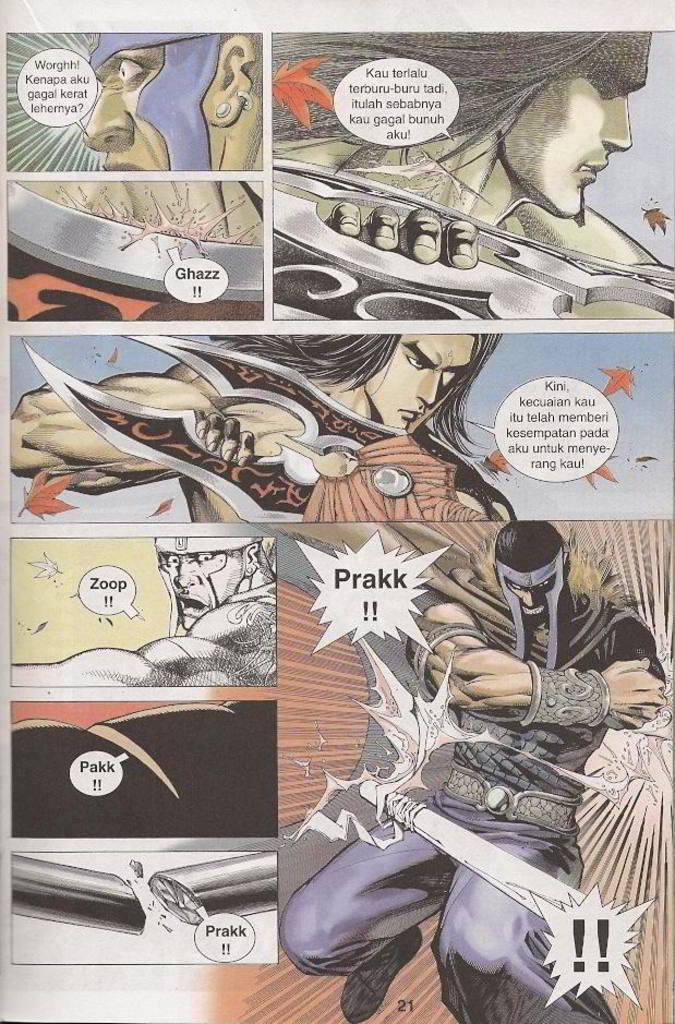 Worghh!
Kenapa aku
gagal kerat
lehernya?
Kau terlalu
terburu-buru tadi,
itulah sebabnya
kau gagal bunuh
aku!
Ghazz
!!
Kini,
kecuaian kau
itu telah memberi
kesempatan pada
aku untuk menye-
rang kau!
Zoop
!!
Pakk
!!
Prakk
!!
Prakk
!!
!!
21